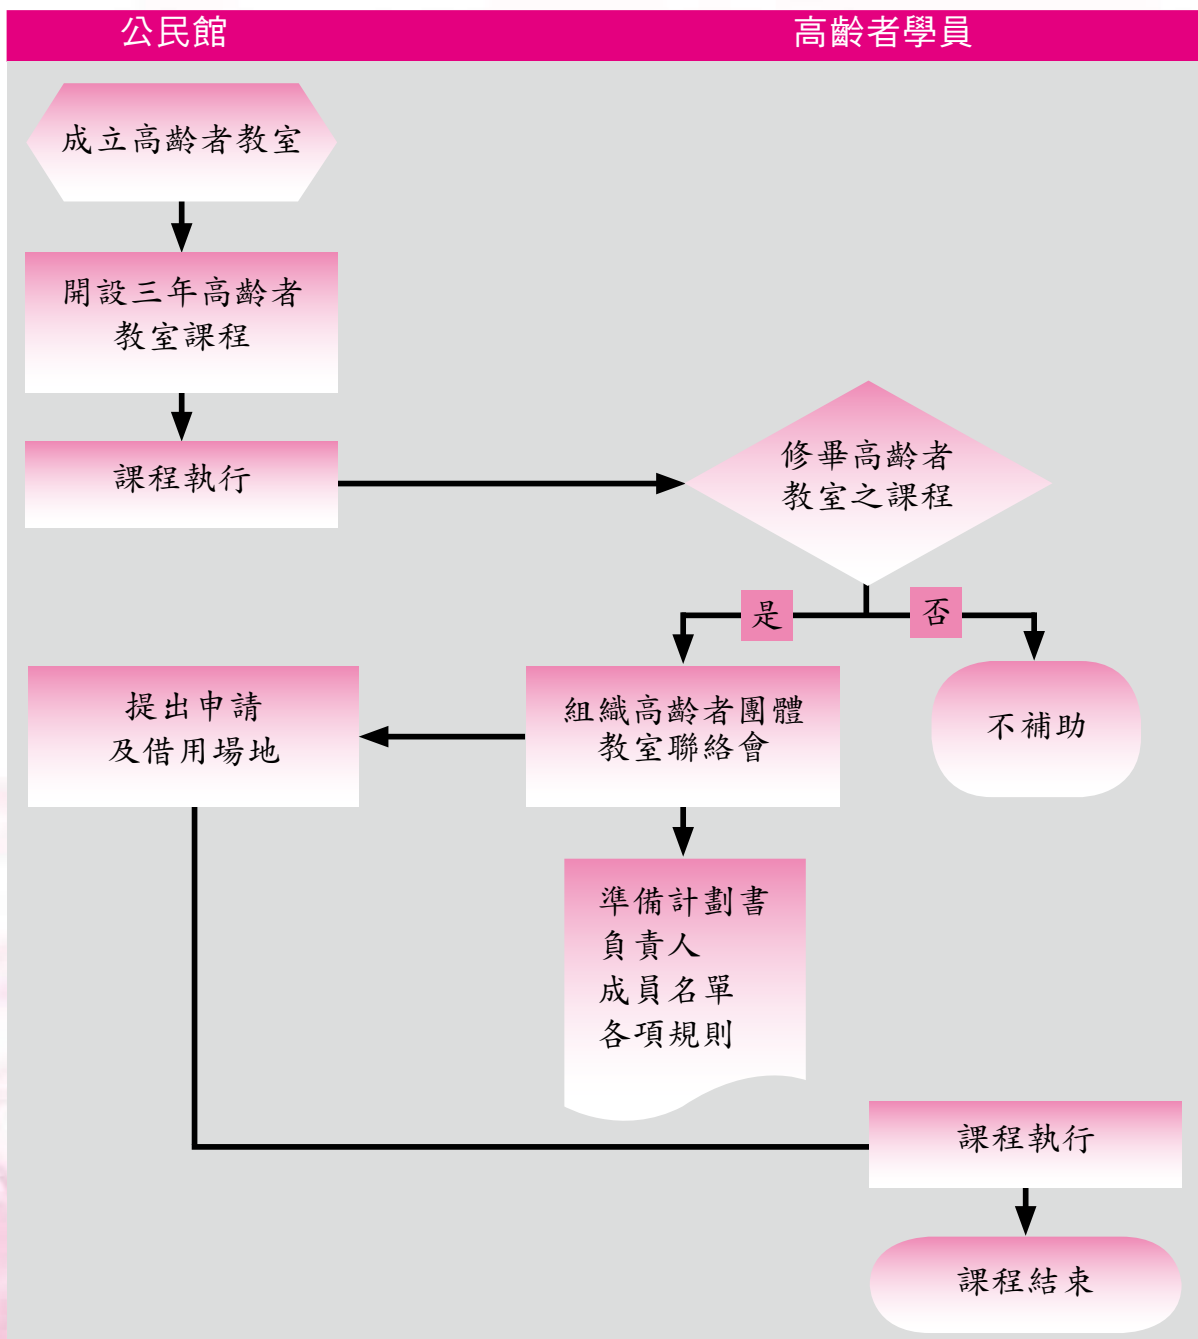 公民館
高齡者學員
成立高齡者教室
開設三年高齡者
教室課程
課程執行
修畢高齡者
教室之課程
是
否
提出申請
及借用場地
組織高齡者團體
教室聯絡會
不補助
準備計劃書
負責人
成員名單
各項規則
課程執行
課程結束